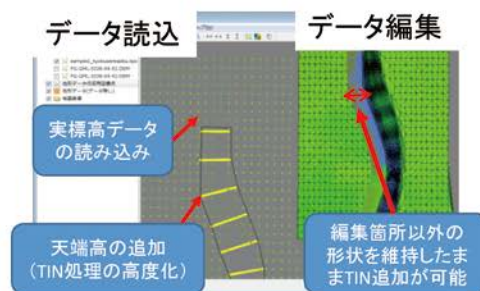 データ読込
データ編集
実標高データ
の読み込み
天端高の追加
(TIN処理の高度化)
編集箇所以外の
形状を維持したま
まTIN追加が可能